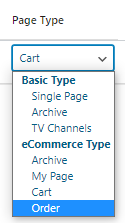 Page Type
Cart
Basic Type
Single Page
Archive
TV Channels
eCommerce Type
Archive
My Page
Cart
Order